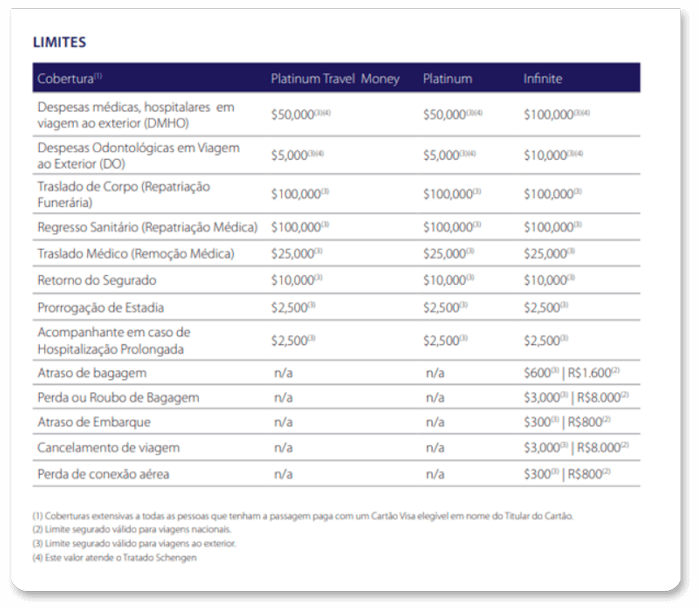 LIMITES
Cobertura(1) Platinum Travel Money Platinum Infinite
Despesas médicas, hospitalares em
viagem ao exterior (DMHO) $50,000(3)(4) $50,000(3)(4) $100,000(3)(4)
Despesas Odontológicas em Viagem
ao Exterior (DO) $5,000(3)(4) $5,000(3)(4) $10,000(3)(4)
Traslado de Corpo (Repatriação
Funerária) $100,000(3) $100,000(3) $100,000(3)
Regresso Sanitário (Repatriação Médica) $100,000(3) $100,000(3) $100,000(3)
Traslado Médico (Remoção Médica) $25,000(3) $25,000(3) $25,000(3)
Retorno do Segurado $10,000(3) $10,000(3) $10,000(3)
Prorrogação de Estadia $2,500(3) $2,500(3) $2,500(3)
Acompanhante em caso de
Hospitalização Prolongada $2,500(3) $2,500(3) $2,500(3)
Atraso de bagagem n/a n/a $600(3) | R$1.600(2)
Perda ou Roubo de Bagagem n/a n/a $3,000(3) | R$8.000(2)
Atraso de Embarque n/a n/a $300(3) | R$800(2)
Cancelamento de viagem n/a n/a $3,000(3) | R$8.000(2)
Perda de conexão aérea n/a n/a $300(3) | R$800(2)
(1) Coberturas extensivas a todas as pessoas que tenham a passagem paga com um Cartão Visa elegível em nome do Titular do Cartão.
(2) Limite segurado válido para viagens nacionais.
(3) Limite segurado válido para viagens ao exterior.
(4) Este valor atende o Tratado Schengen